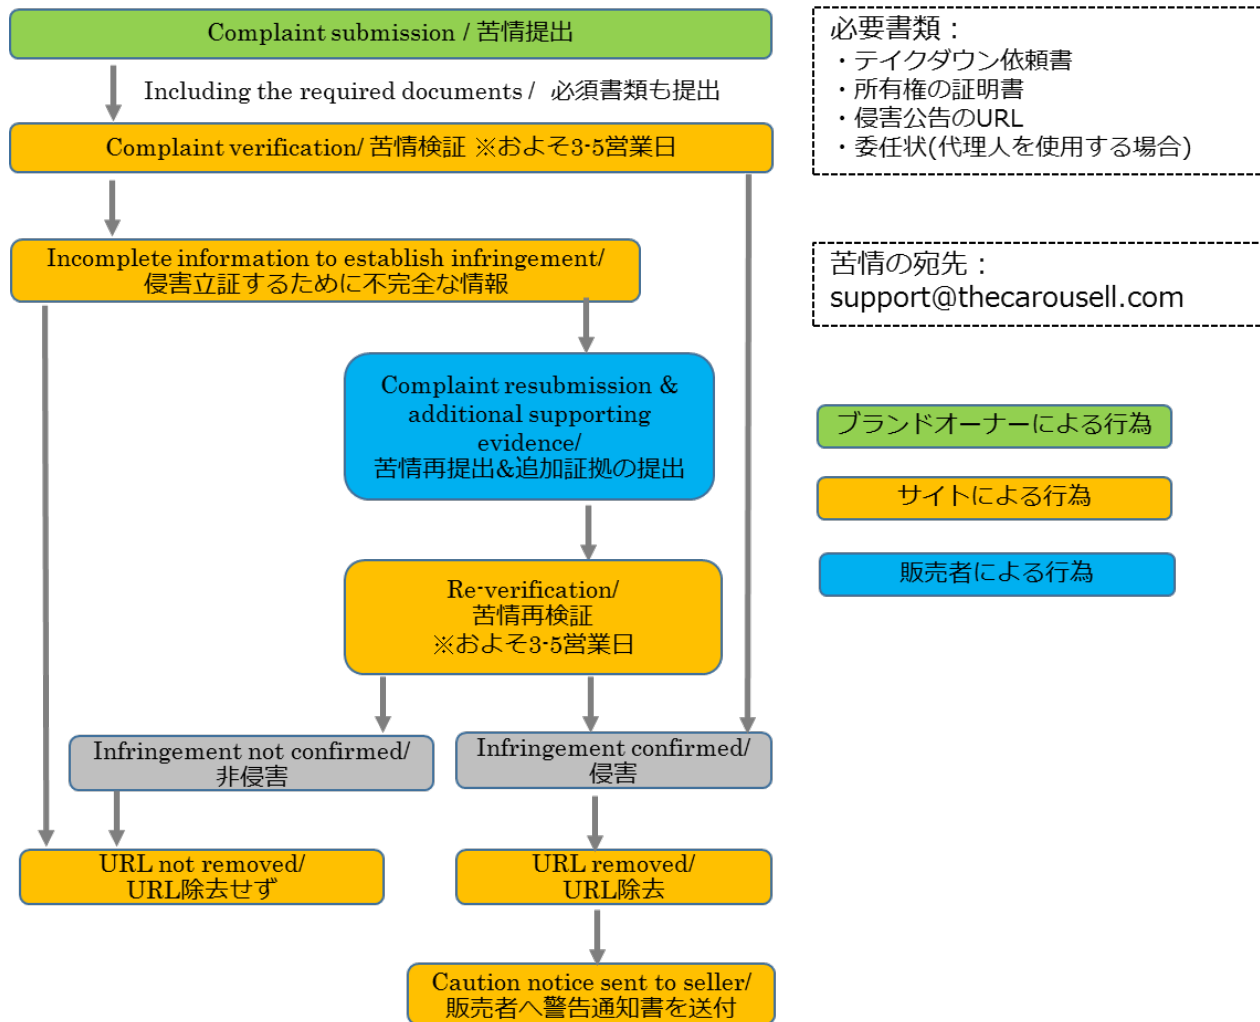 Complaint submission / 苦情提出
Including the required documents / 必須書類も提出
Complaint verification/ 苦情検証 ※およそ3-5営業日
Incomplete information to establish infringement/
侵害立証するために不完全な情報
Complaint resubmission &
additional supporting
evidence/
苦情再提出&追加証拠の提出
Re-verification/
苦情再検証
※およそ3-5営業日
Infringement not confirmed/
非侵害
Infringement confirmed/
侵害
URL not removed/
URL除去せず
URL removed/
URL除去
Caution notice sent to seller/
販売者へ警告通知書を送付
必要書類：
・テイクダウン依頼書
・所有権の証明書
・侵害公告のURL
・委任状(代理人を使用する場合)
苦情の宛先：
support@thecarousell.com
ブランドオーナーによる行為
サイトによる行為
販売者による行為